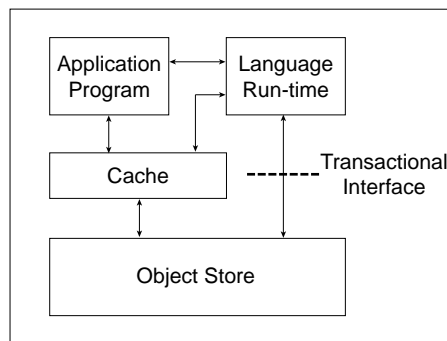 Application
Program
Language
Run-time
Cache
Transactional
Interface
Object Store